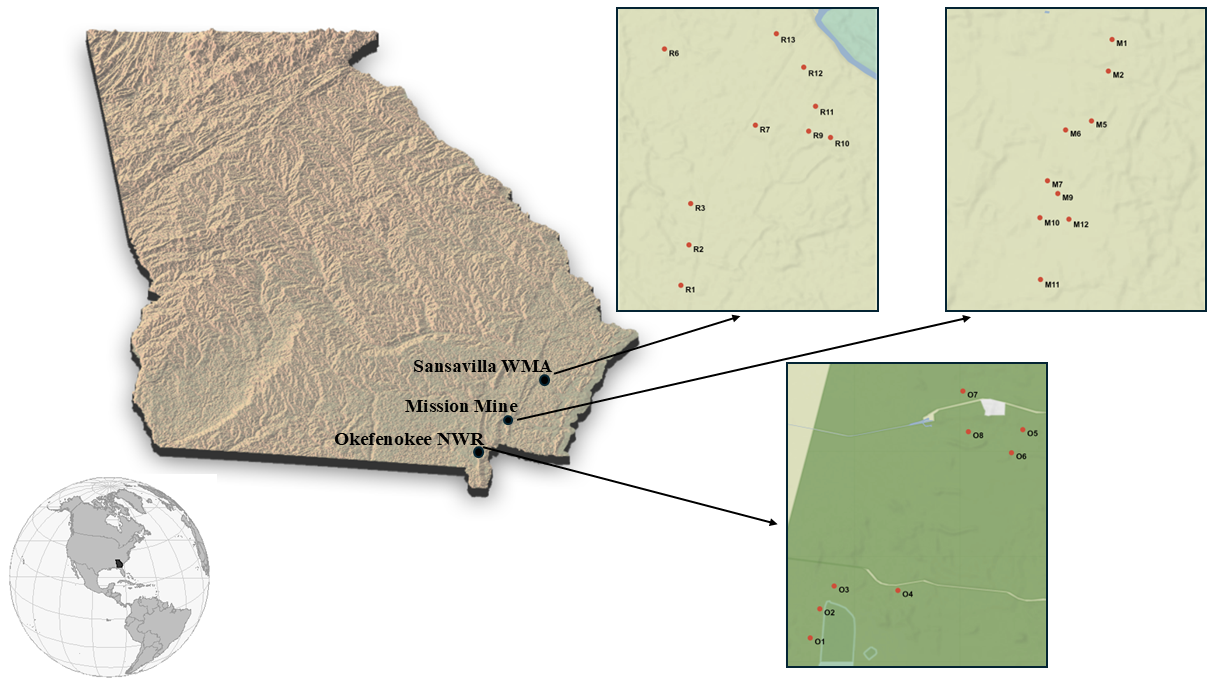 Sansavilla WMA
Mission Mine
Okefenokee NWR
R13
R6
R12
R11
R7
R9
R10
R3
R2
R1
M1
M2
M5
M6
M7
M9
M10
M12
M11
O7
O8
O5
O6
O3
O4
O2
O1